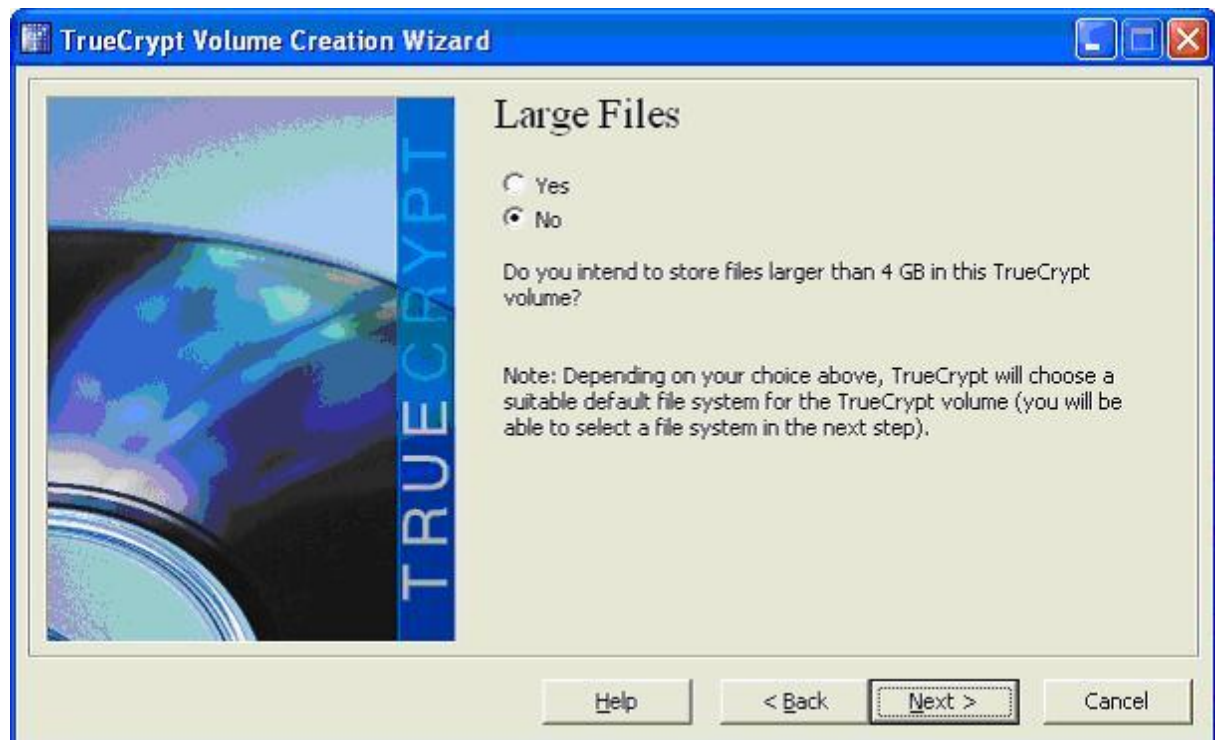 TrueCrypt Volume Creation Wizard
TRUECRYPT
Large Files
Yes
No
Do you intend to store files larger than 4 GB in this TrueCrypt
volume?
Note: Depending on your choice above, TrueCrypt will choose a
suitable default file system for the TrueCrypt volume (you will be
able to select a file system in the next step).
Help
< Back
Next >
Cancel